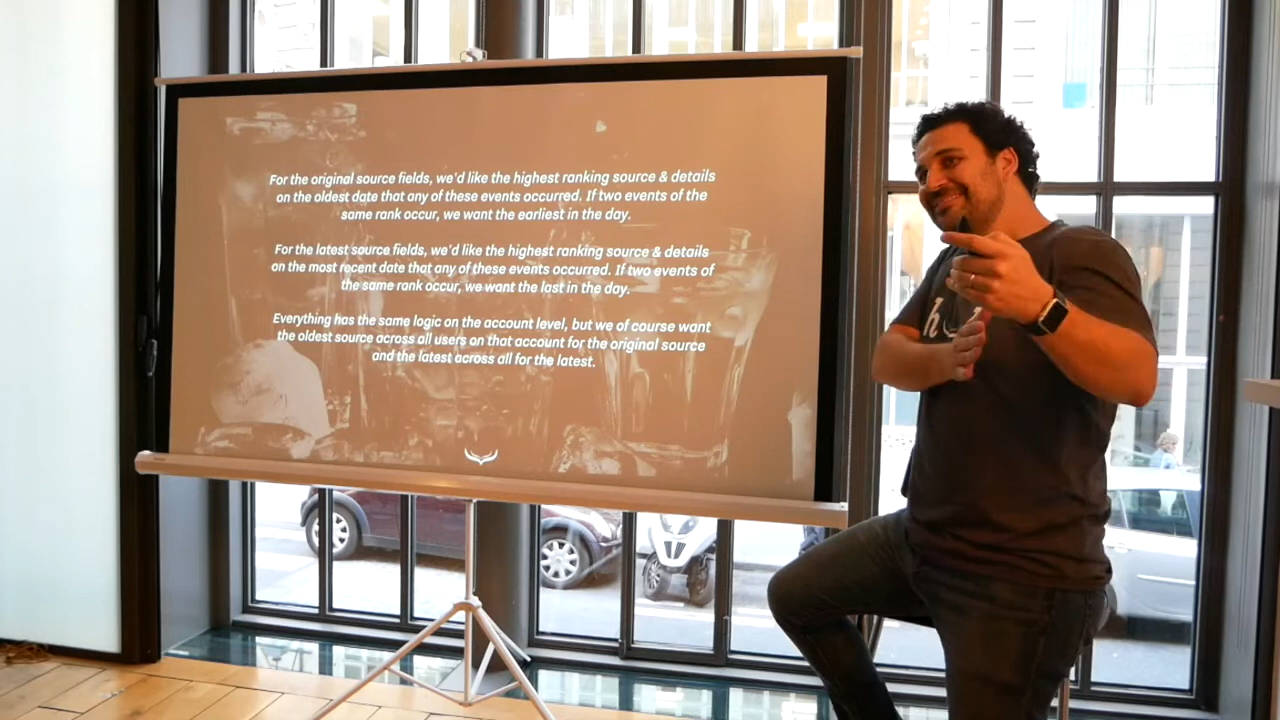 For the original source fields, we'd like the highest ranking source & details
on the oldest date that any of these events occurred. If two events of the
same rank occur, we want the earliest in the day.
For the latest source fields, we'd like the highest ranking source & details
on the most recent date that any of these events occurred. If two events of
the same rank occur, we want the last in the day.
Everything has the same logic on the account level, but we of course want
the oldest source across all users on that account for the original source
and the latest across all for the latest.